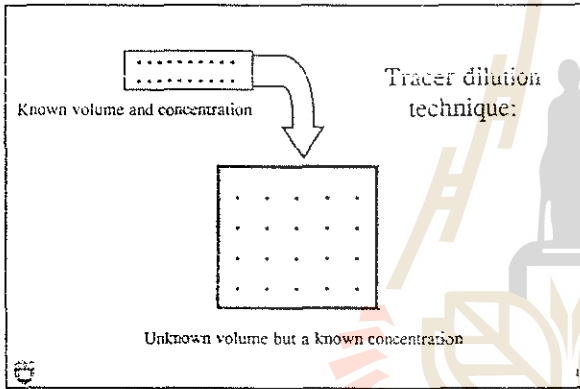 Tracer dilution
technique:
Known volume and concentration
Unknown volume but a known concentration